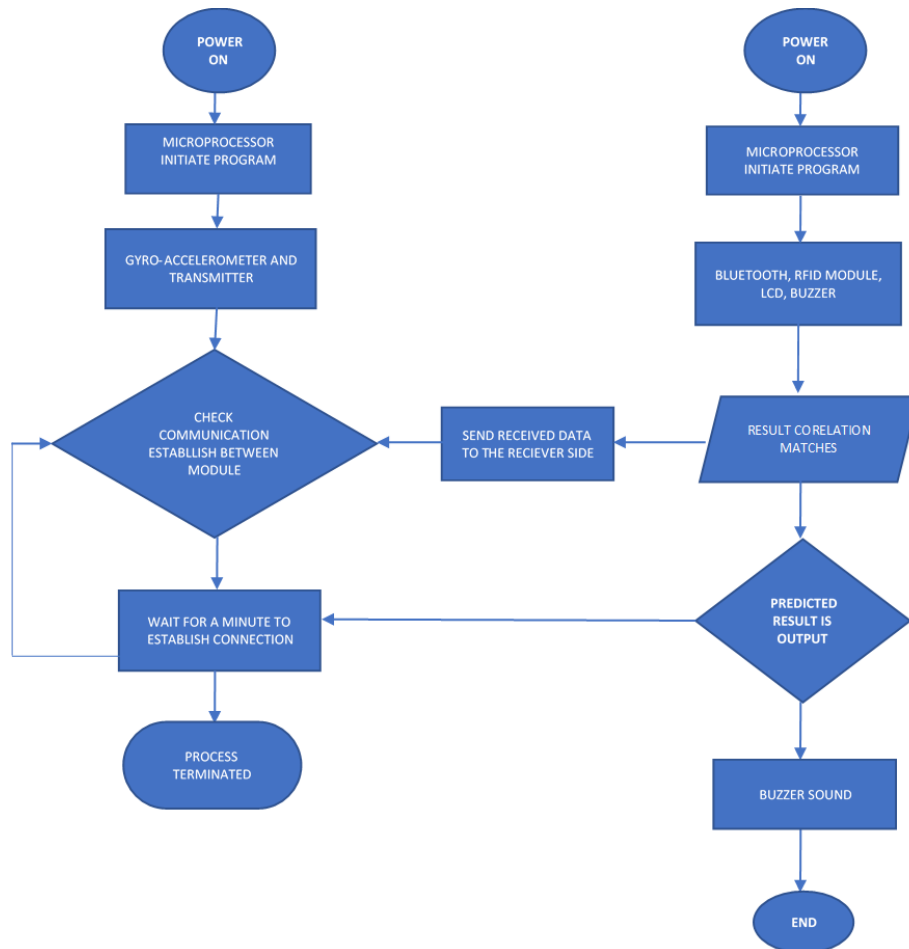 POWER
ON
MICROPROCESSOR
INITIATE PROGRAM
GYRO-ACCELEROMETER AND
TRANSMITTER
CHECK
COMMUNICATION
ESTABLLISH BETWEEN
MODULE
WAIT FOR A MINUTE TO
ESTABLISH CONNECTION
PROCESS
TERMINATED
SEND RECEIVED DATA
TO THE RECIEVER SIDE
POWER
ON
MICROPROCESSOR
INITIATE PROGRAM
BLUETOOTH, RFID MODULE,
LCD, BUZZER
RESULT CORELATION
MATCHES
PREDICTED
RESULT IS
OUTPUT
BUZZER SOUND
END